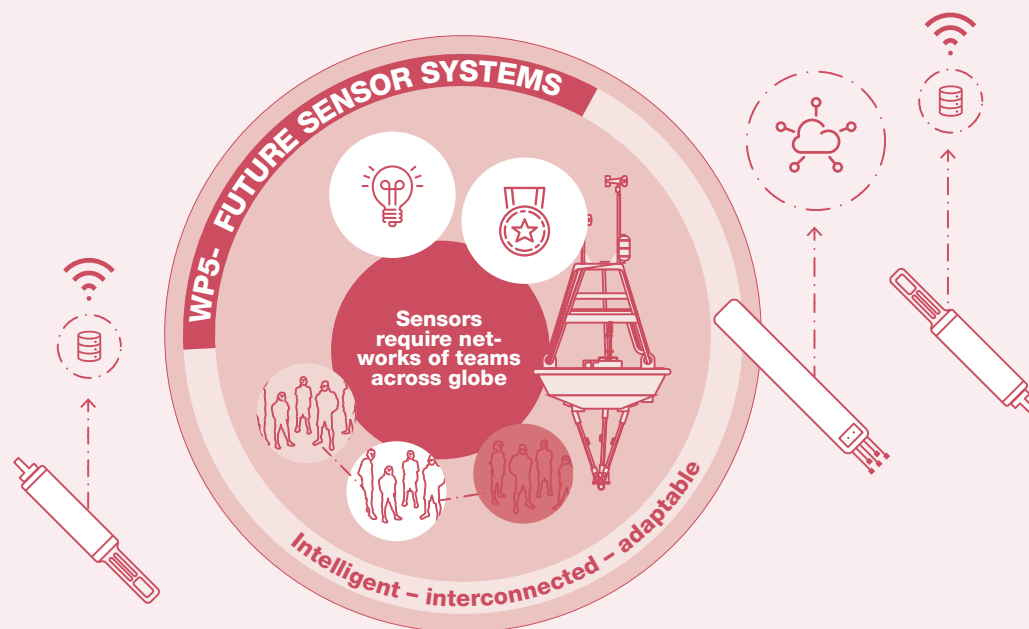 WP5- FUTURE SENSOR SYSTEMS
Sensors
require net-
works of teams
across globe
Intelligent – interconnected – adaptable